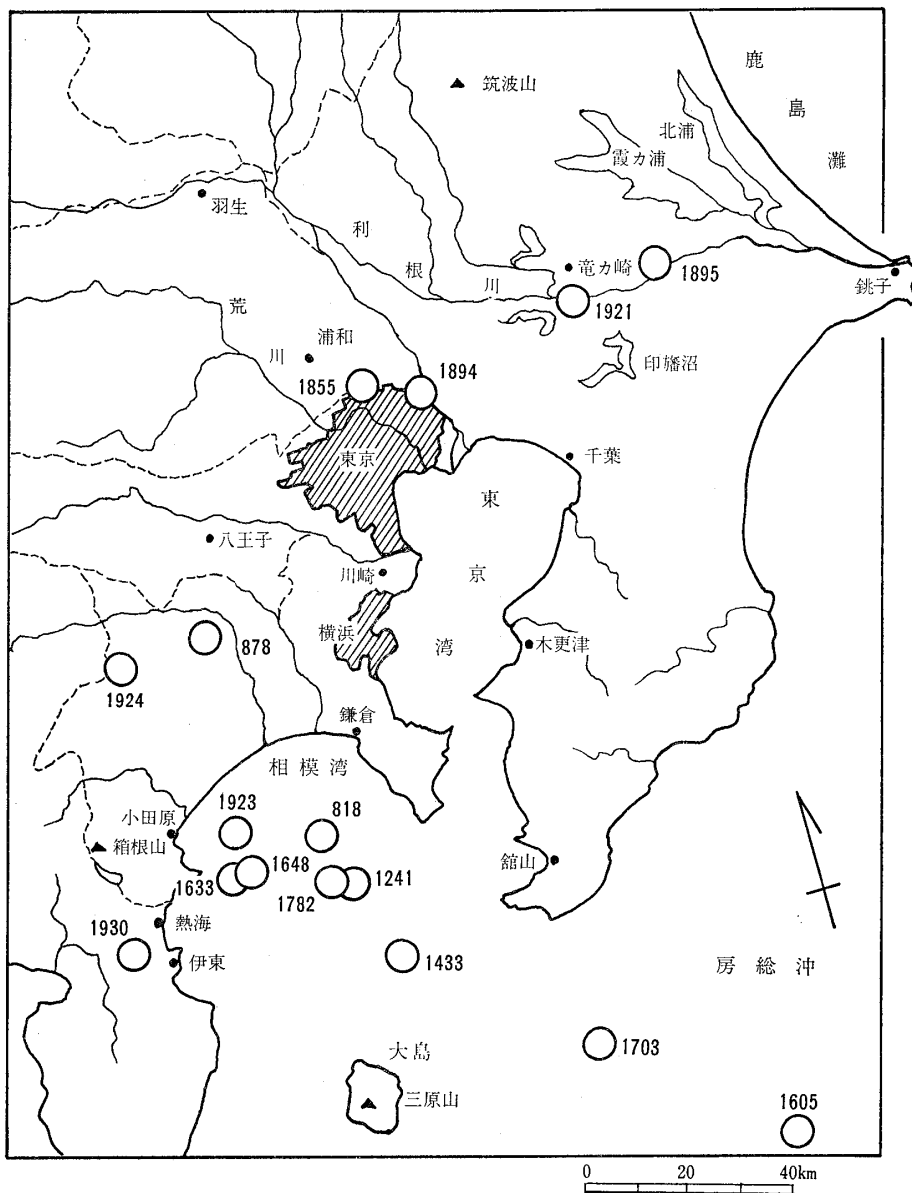 筑波山
鹿島灘
北浦
霞カ浦
羽生
利根川
竜カ崎
1895
銚子
1921
荒川
浦和
印旛沼
1855
1894
東京
千葉
東京湾
八王子
川崎
横浜
木更津
878
1924
鎌倉
相模湾
1923
818
小田原
箱根山
1648
1633
1782
1241
舘山
熱海
1930
伊東
1433
房総沖
1703
大島
三原山
1605
0 20 40km